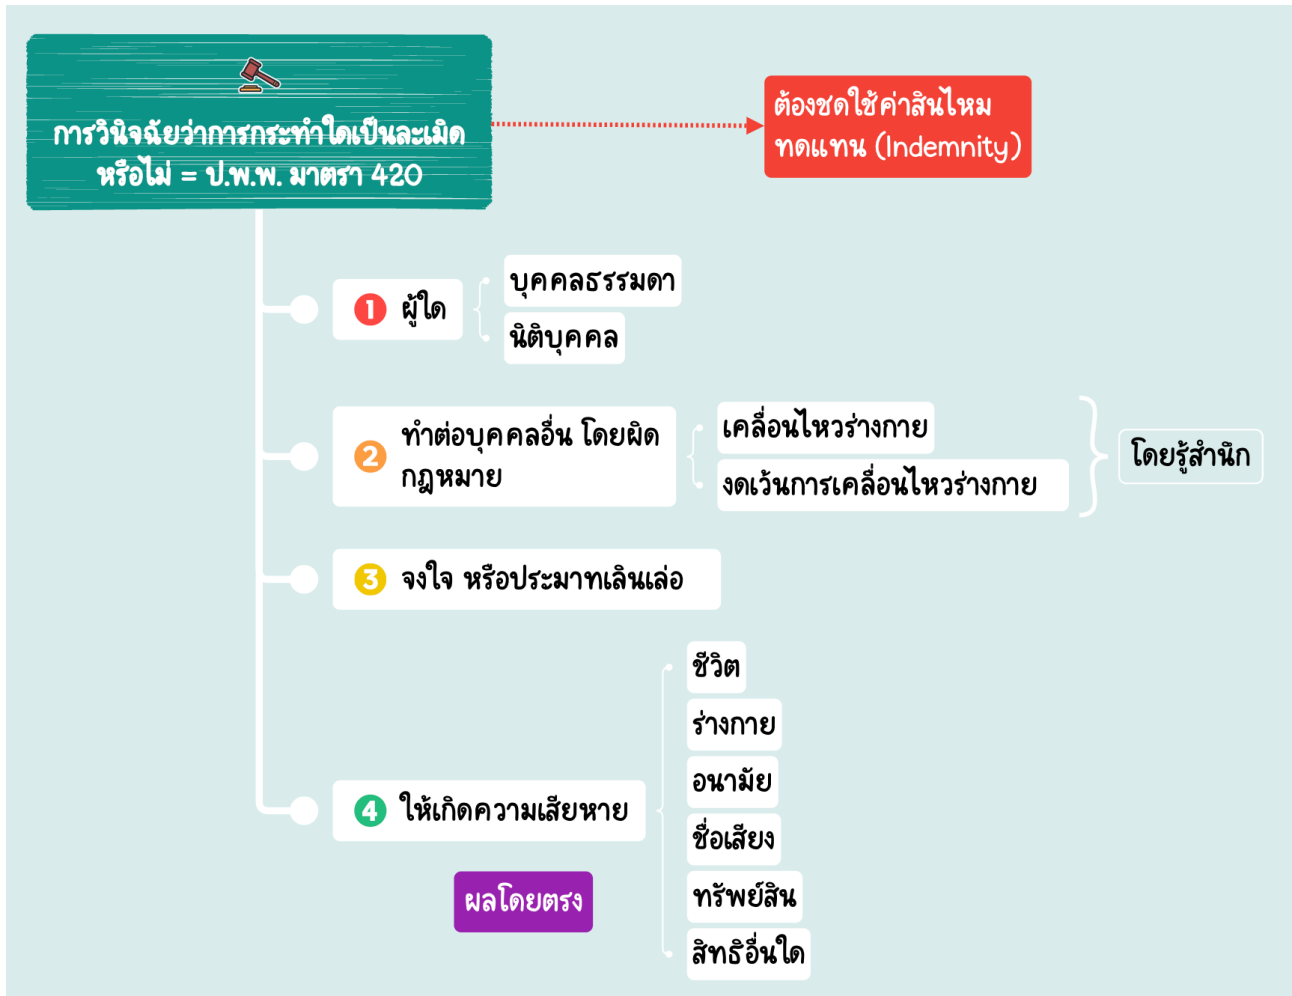 การวินิจฉัยว่าการกระทำใดเป็นละเมิด
หรือไม่ = ป.พ.พ. มาตรา 420
ต้องชดใช้ค่าสินไหม
ทดแทน (Indemnity)
1 ผู้ใด
บุคคลธรรมดา
นิติบุคคล
2 ทำต่อบุคคลอื่น โดยผิด
กฎหมาย
เคลื่อนไหวร่างกาย
งดเว้นการเคลื่อนไหวร่างกาย
โดยรู้สำนึก
3 จงใจ หรือประมาทเลินเล่อ
4 ให้เกิดความเสียหาย
ผลโดยตรง
ชีวิต
ร่างกาย
อนามัย
ชื่อเสียง
ทรัพย์สิน
สิทธิอื่นใด